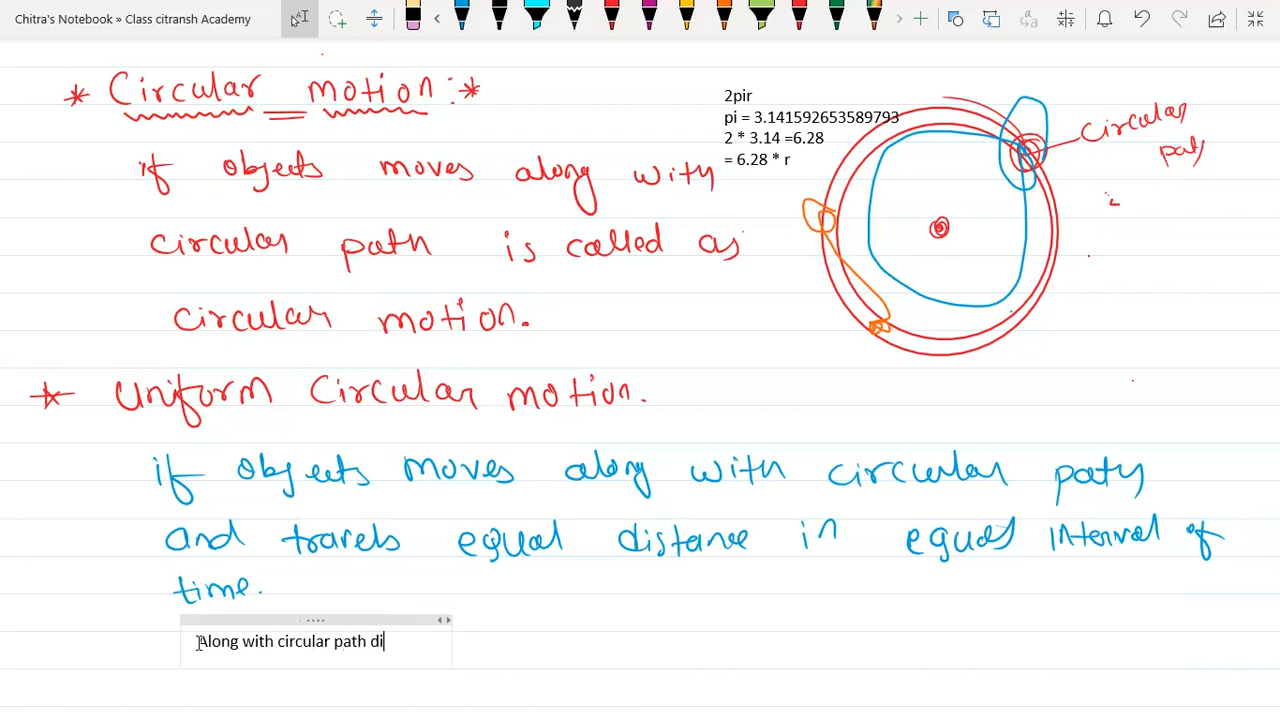 Chitra's Notebook » Class citransh Academy
* Circular = motion :*
2pir
pi = 3.141592653589793
2 * 3.14 =6.28
= 6.28 * r
Circular
paty
if objects moves along with
circular path is called as
circular motion.
* Uniform Circular motion.
if objects moves along with circular paty
and travels equal distance in equal interval of
time.
Along with circular path di